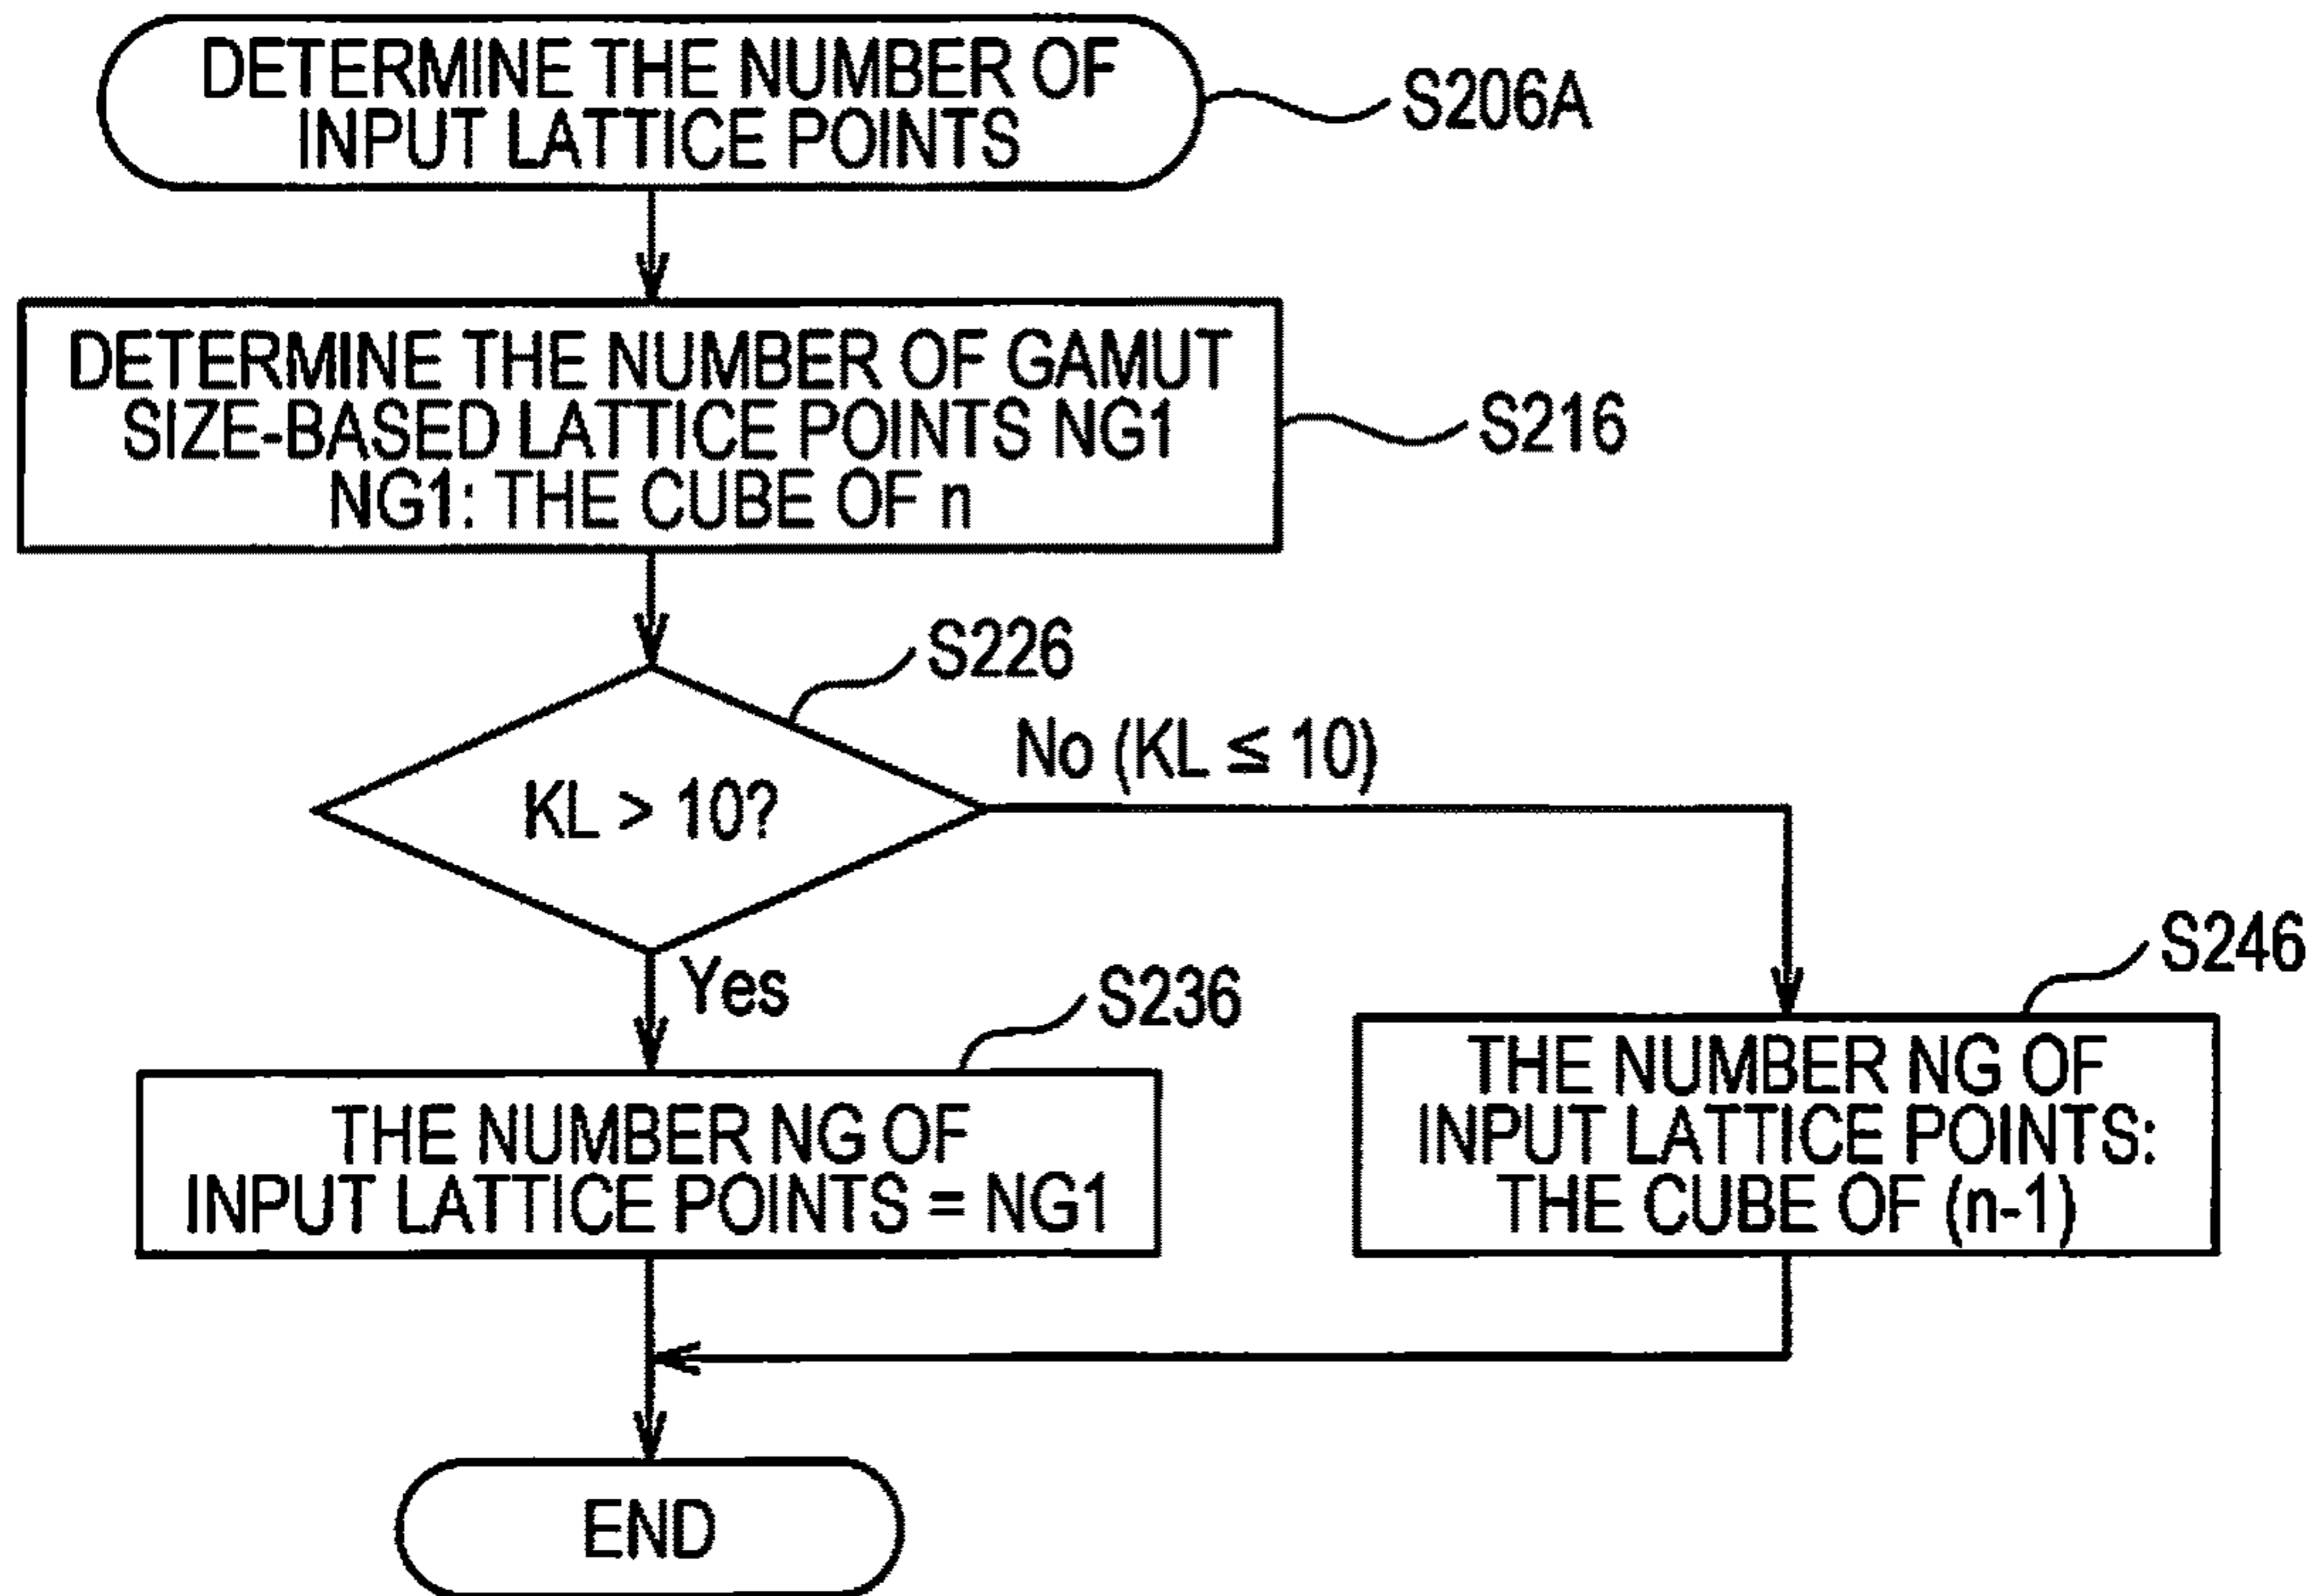 DETERMINE THE NUMBER OF
INPUT LATTICE POINTS
S206A
DETERMINE THE NUMBER OF GAMUT
SIZE-BASED LATTICE POINTS NG1
NG1: THE CUBE OF n
S216
S226
KL > 10?
No (KL ≤ 10)
Yes
S236
THE NUMBER NG OF
INPUT LATTICE POINTS = NG1
S246
THE NUMBER NG OF
INPUT LATTICE POINTS:
THE CUBE OF (n-1)
END